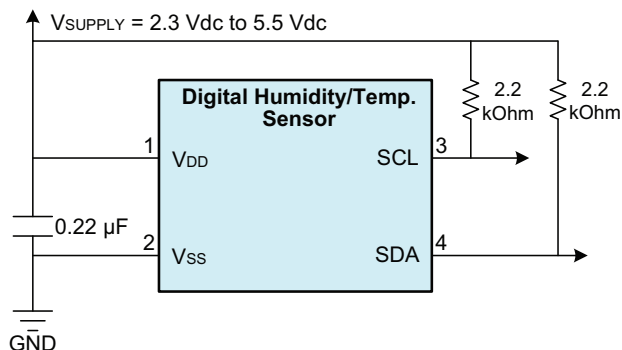 VSUPPLY = 2.3 Vdc to 5.5 Vdc
Digital Humidity/Temp.
Sensor
2.2
kOhm
2.2
kOhm
1
VDD
SCL
3
0.22 µF
2
VSS
SDA
4
GND